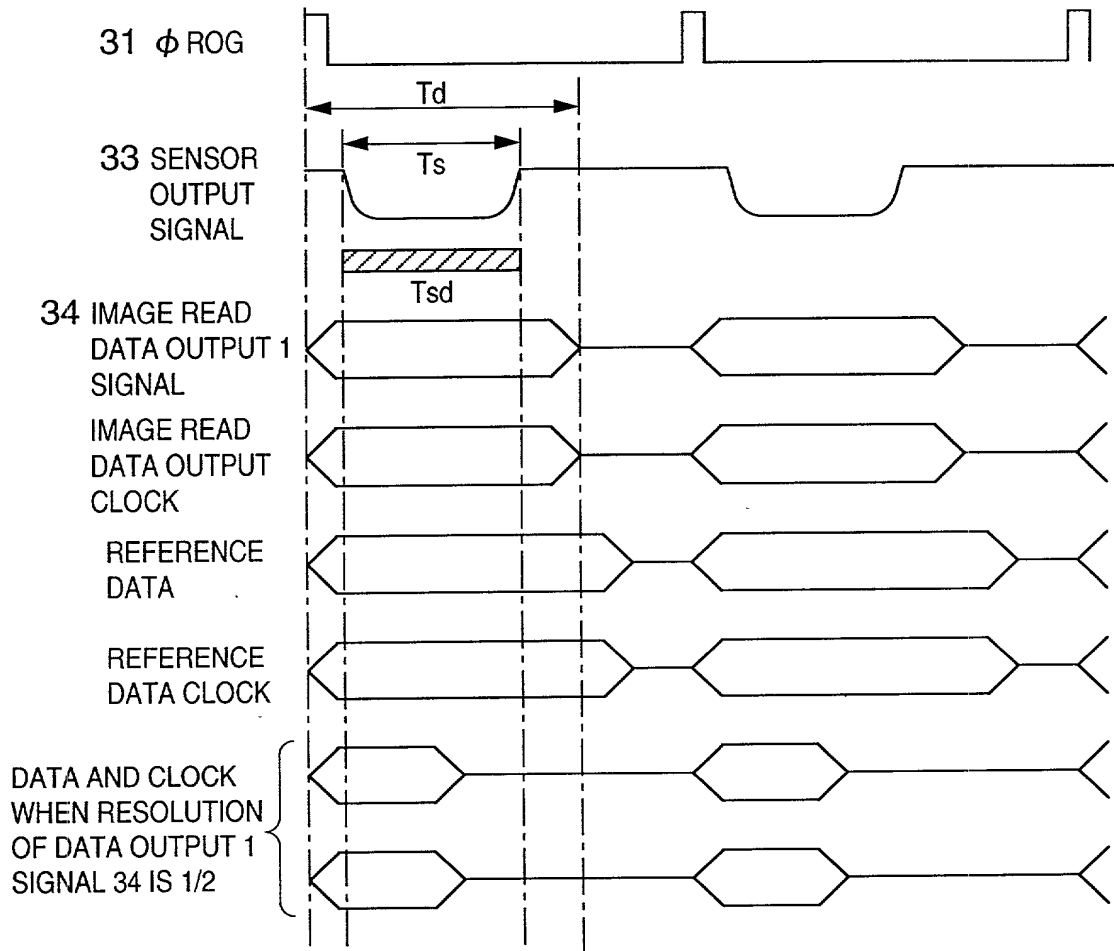 31 ϕ ROG
Td
33 SENSOR
OUTPUT
SIGNAL
Ts
Tsd
34 IMAGE READ
DATA OUTPUT 1
SIGNAL
IMAGE READ
DATA OUTPUT
CLOCK
REFERENCE
DATA
REFERENCE
DATA CLOCK
DATA AND CLOCK
WHEN RESOLUTION
OF DATA OUTPUT 1
SIGNAL 34 IS 1/2